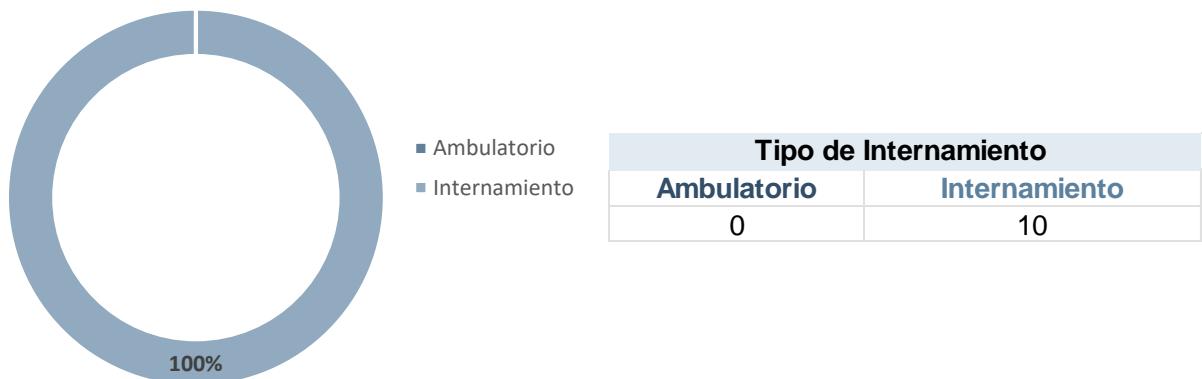 100%
Ambulatorio
Internamiento
Tipo de Internamiento
Ambulatorio Internamiento
0 10